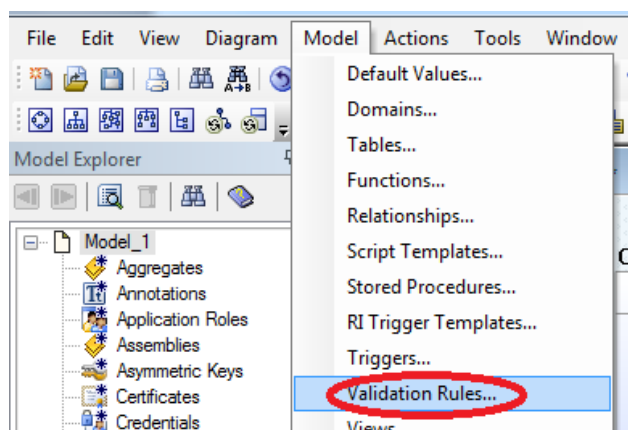 File Edit View Diagram Model Actions Tools Window
A→B
Model Explorer
Model_1
Aggregates
Annotations
Application Roles
Assemblies
Asymmetric Keys
Certificates
Credentials
Default Values...
Domains...
Tables...
Functions...
Relationships...
Script Templates...
Stored Procedures...
RI Trigger Templates...
Triggers...
Validation Rules...
Views